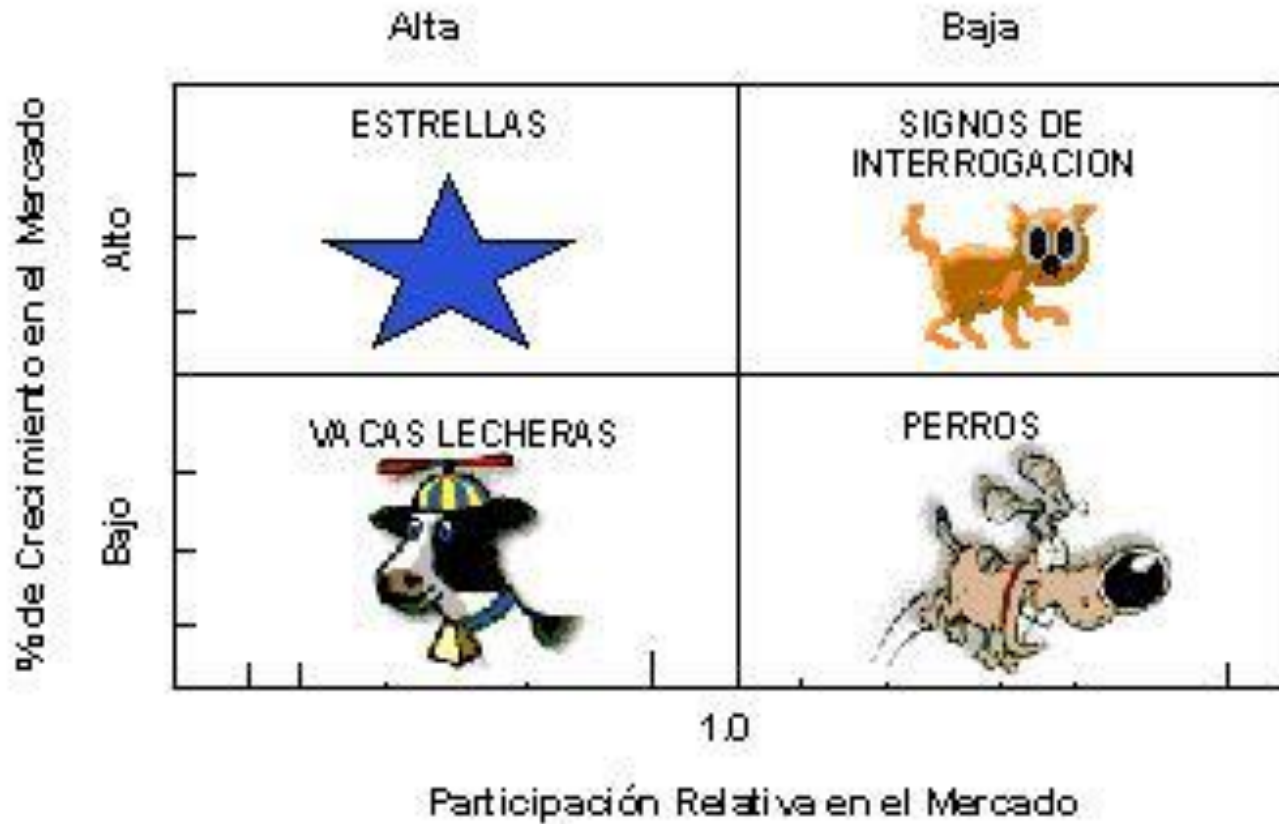 Alta
Baja
% de Crecimiento en el Mercado
Alto
ESTRELLAS
SIGNOS DE
INTERROGACION
Bajo
VACAS LECHERAS
PERROS
1.0
Participación Relativa en el Mercado